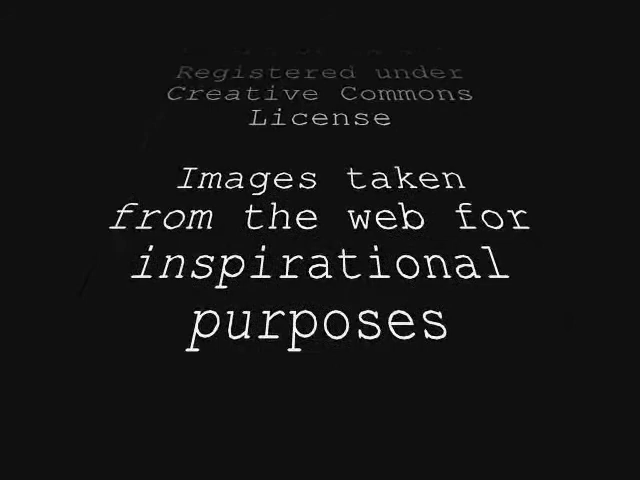 Registered under
Creative Commons
License
Images taken
from the web for
inspirational
purposes